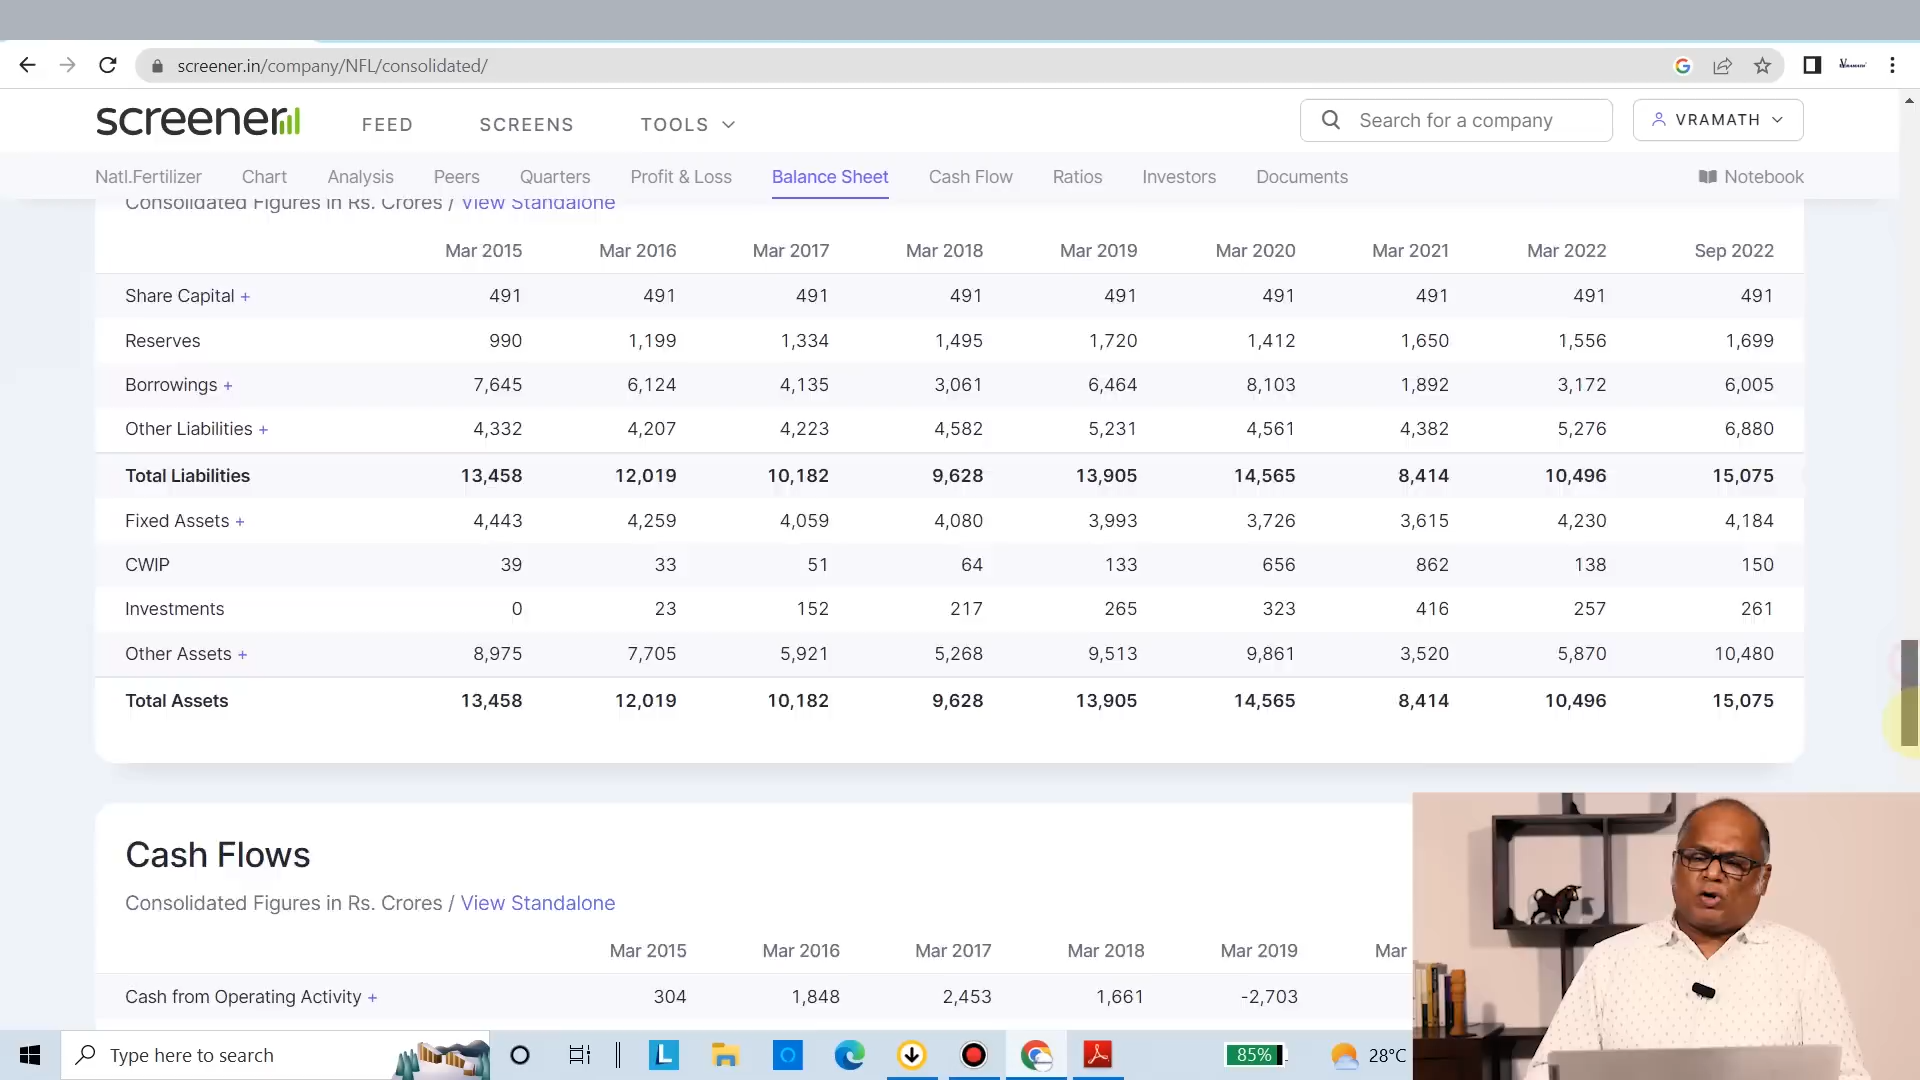 screener.in/company/NFL/consolidated/
screener
FEED SCREENS TOOLS
Search for a company
VRAMATH
Natl.Fertilizer Chart Analysis Peers Quarters Profit & Loss Balance Sheet Cash Flow Ratios Investors Documents Notebook
Consolidated Figures in Rs. Crores / View Standalone
Mar 2015 Mar 2016 Mar 2017 Mar 2018 Mar 2019 Mar 2020 Mar 2021 Mar 2022 Sep 2022
Share Capital + 491 491 491 491 491 491 491 491 491
Reserves 990 1,199 1,334 1,495 1,720 1,412 1,650 1,556 1,699
Borrowings + 7,645 6,124 4,135 3,061 6,464 8,103 1,892 3,172 6,005
Other Liabilities + 4,332 4,207 4,223 4,582 5,231 4,561 4,382 5,276 6,880
Total Liabilities 13,458 12,019 10,182 9,628 13,905 14,565 8,414 10,496 15,075
Fixed Assets + 4,443 4,259 4,059 4,080 3,993 3,726 3,615 4,230 4,184
CWIP 39 33 51 64 133 656 862 138 150
Investments 0 23 152 217 265 323 416 257 261
Other Assets + 8,975 7,705 5,921 5,268 9,513 9,861 3,520 5,870 10,480
Total Assets 13,458 12,019 10,182 9,628 13,905 14,565 8,414 10,496 15,075
Cash Flows
Consolidated Figures in Rs. Crores / View Standalone
Mar 2015 Mar 2016 Mar 2017 Mar 2018 Mar 2019 Mar
Cash from Operating Activity + 304 1,848 2,453 1,661 -2,703
Type here to search
L
85%
28°C